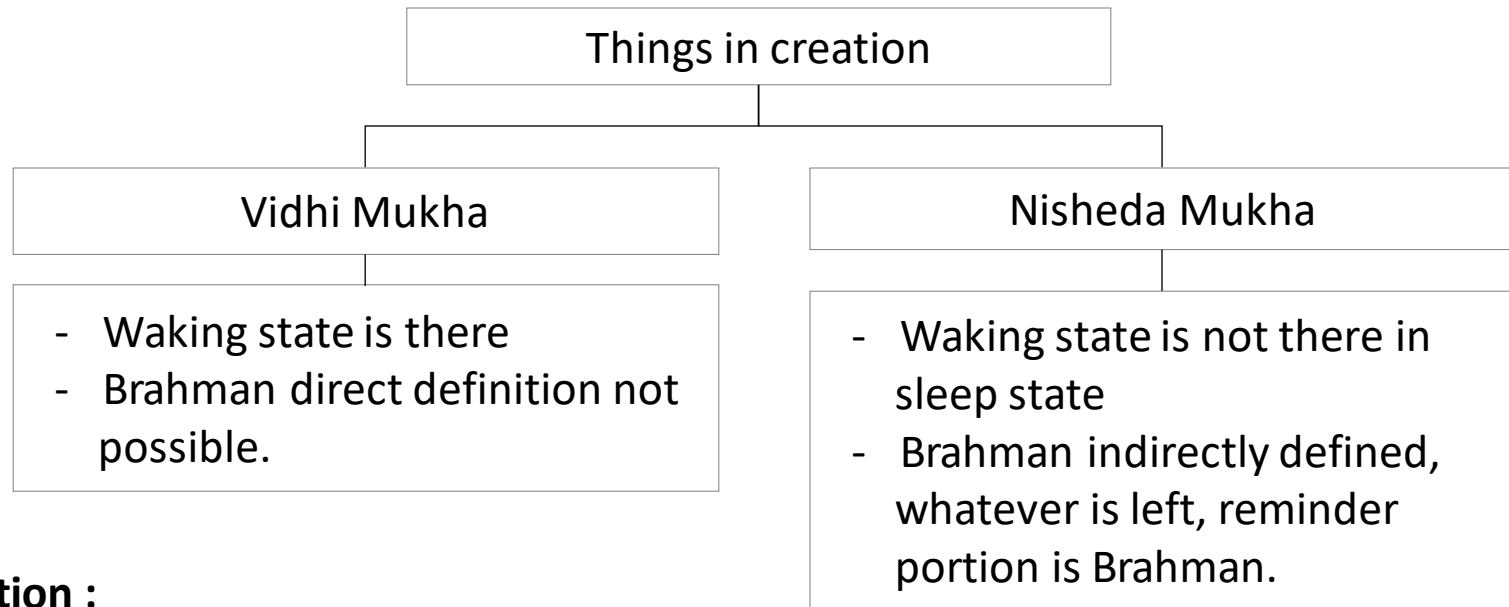 Things in creation
Vidhi Mukha
- Waking state is there
- Brahman direct definition not
possible.
Nisheda Mukha
- Waking state is not there in
sleep state
- Brahman indirectly defined,
whatever is left, reminder
portion is Brahman.